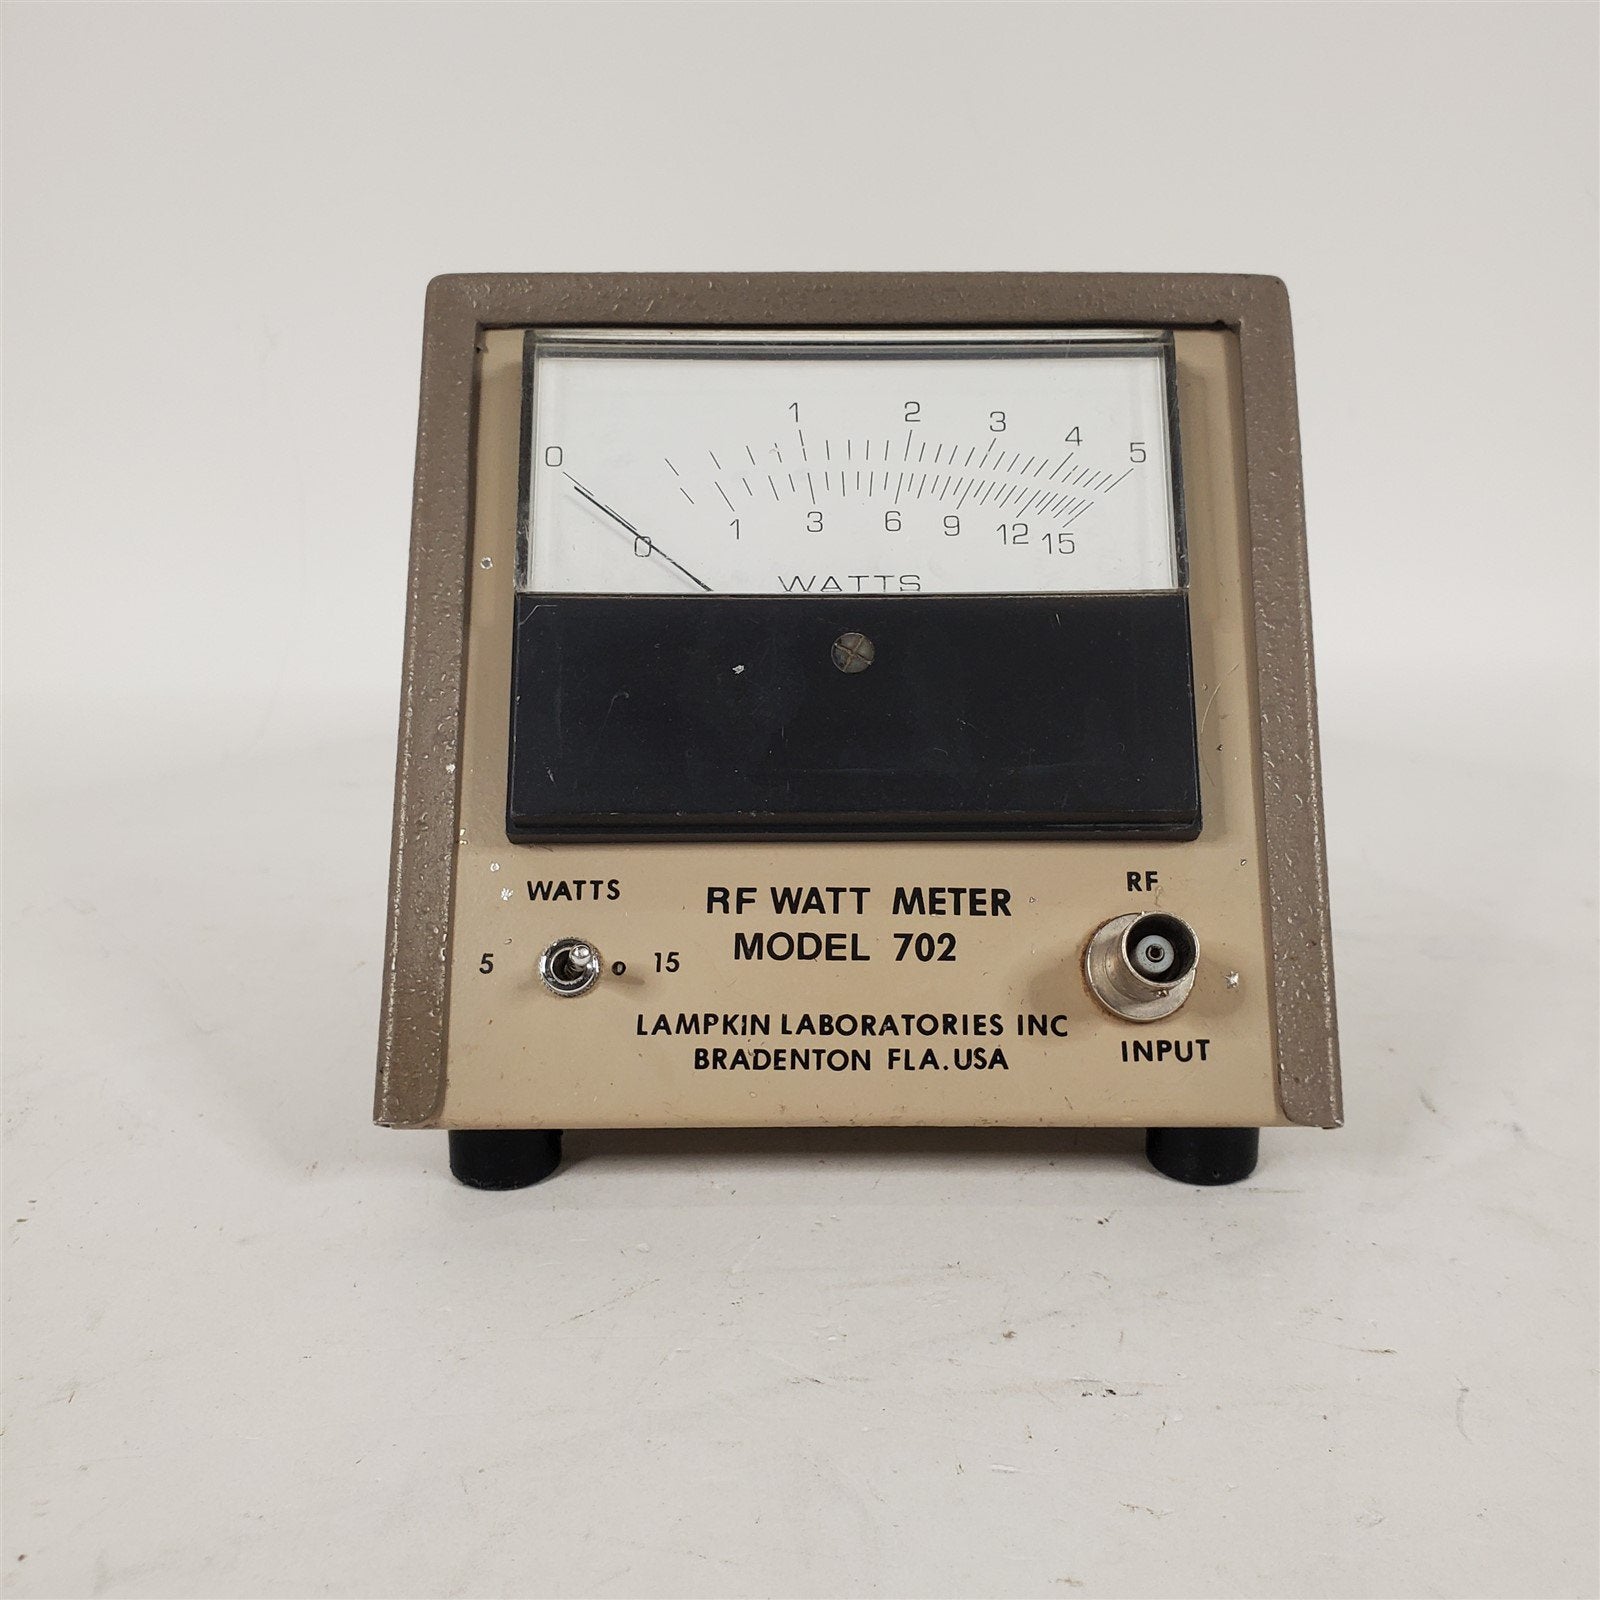 0 1 2 3 4 5
0 1 3 6 9 12 15
WATTS
WATTS
5 15
RF WATT METER
MODEL 702
LAMPKIN LABORATORIES INC
BRADENTON FLA. USA
RF
INPUT